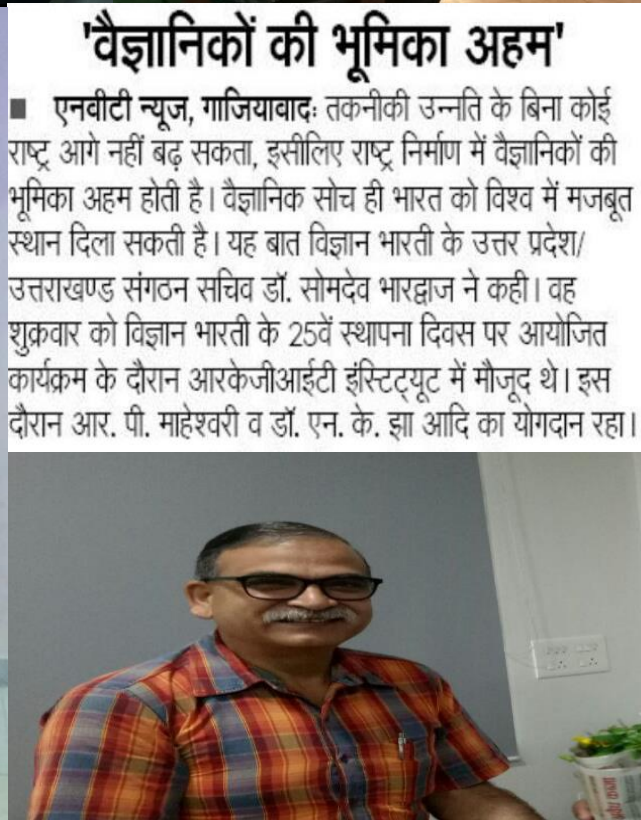 'वैज्ञानिकों की भूमिका अहम'
■ एनवीटी न्यूज, गाजियावादः तकनीकी उन्नति के बिना कोई
राष्ट्र आगे नहीं बढ़ सकता, इसीलिए राष्ट्र निर्माण में वैज्ञानिकों की
भूमिका अहम होती है। वैज्ञानिक सोच ही भारत को विश्व में मजबूत
स्थान दिला सकती है। यह बात विज्ञान भारती के उत्तर प्रदेश/
उत्तराखण्ड संगठन सचिव डॉ. सोमदेव भारद्वाज ने कही। वह
शुक्रवार को विज्ञान भारती के 25वें स्थापना दिवस पर आयोजित
कार्यक्रम के दौरान आरकेजीआईटी इंस्टिट्यूट में मौजूद थे। इस
दौरान आर. पी. माहेश्वरी व डॉ. एन. के. झा आदि का योगदान रहा।